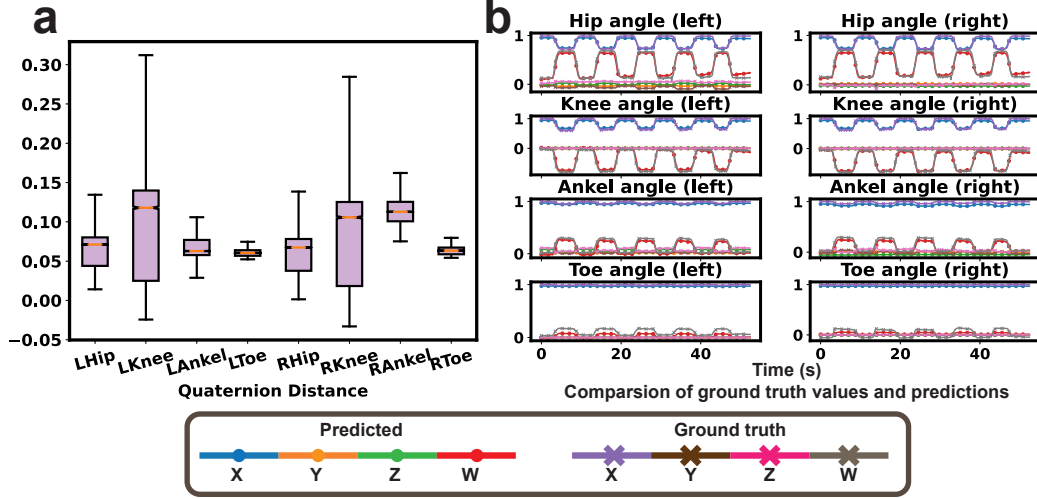 a
0.30
0.25
0.20
0.15
0.10
0.05
0.00
−0.05
LHip LKnee LAnkel LToe RHip RKnee RAnkel RToe
Quaternion Distance
b
Hip angle (left)
1
0
Knee angle (left)
1
0
Ankel angle (left)
1
0
Toe angle (left)
1
0
0 20 40
Hip angle (right)
1
0
Knee angle (right)
1
0
Ankel angle (right)
1
0
Toe angle (right)
1
0
0 20 40
Time (s)
Comparsion of ground truth values and predictions
Predicted
X Y Z W
Ground truth
X Y Z W